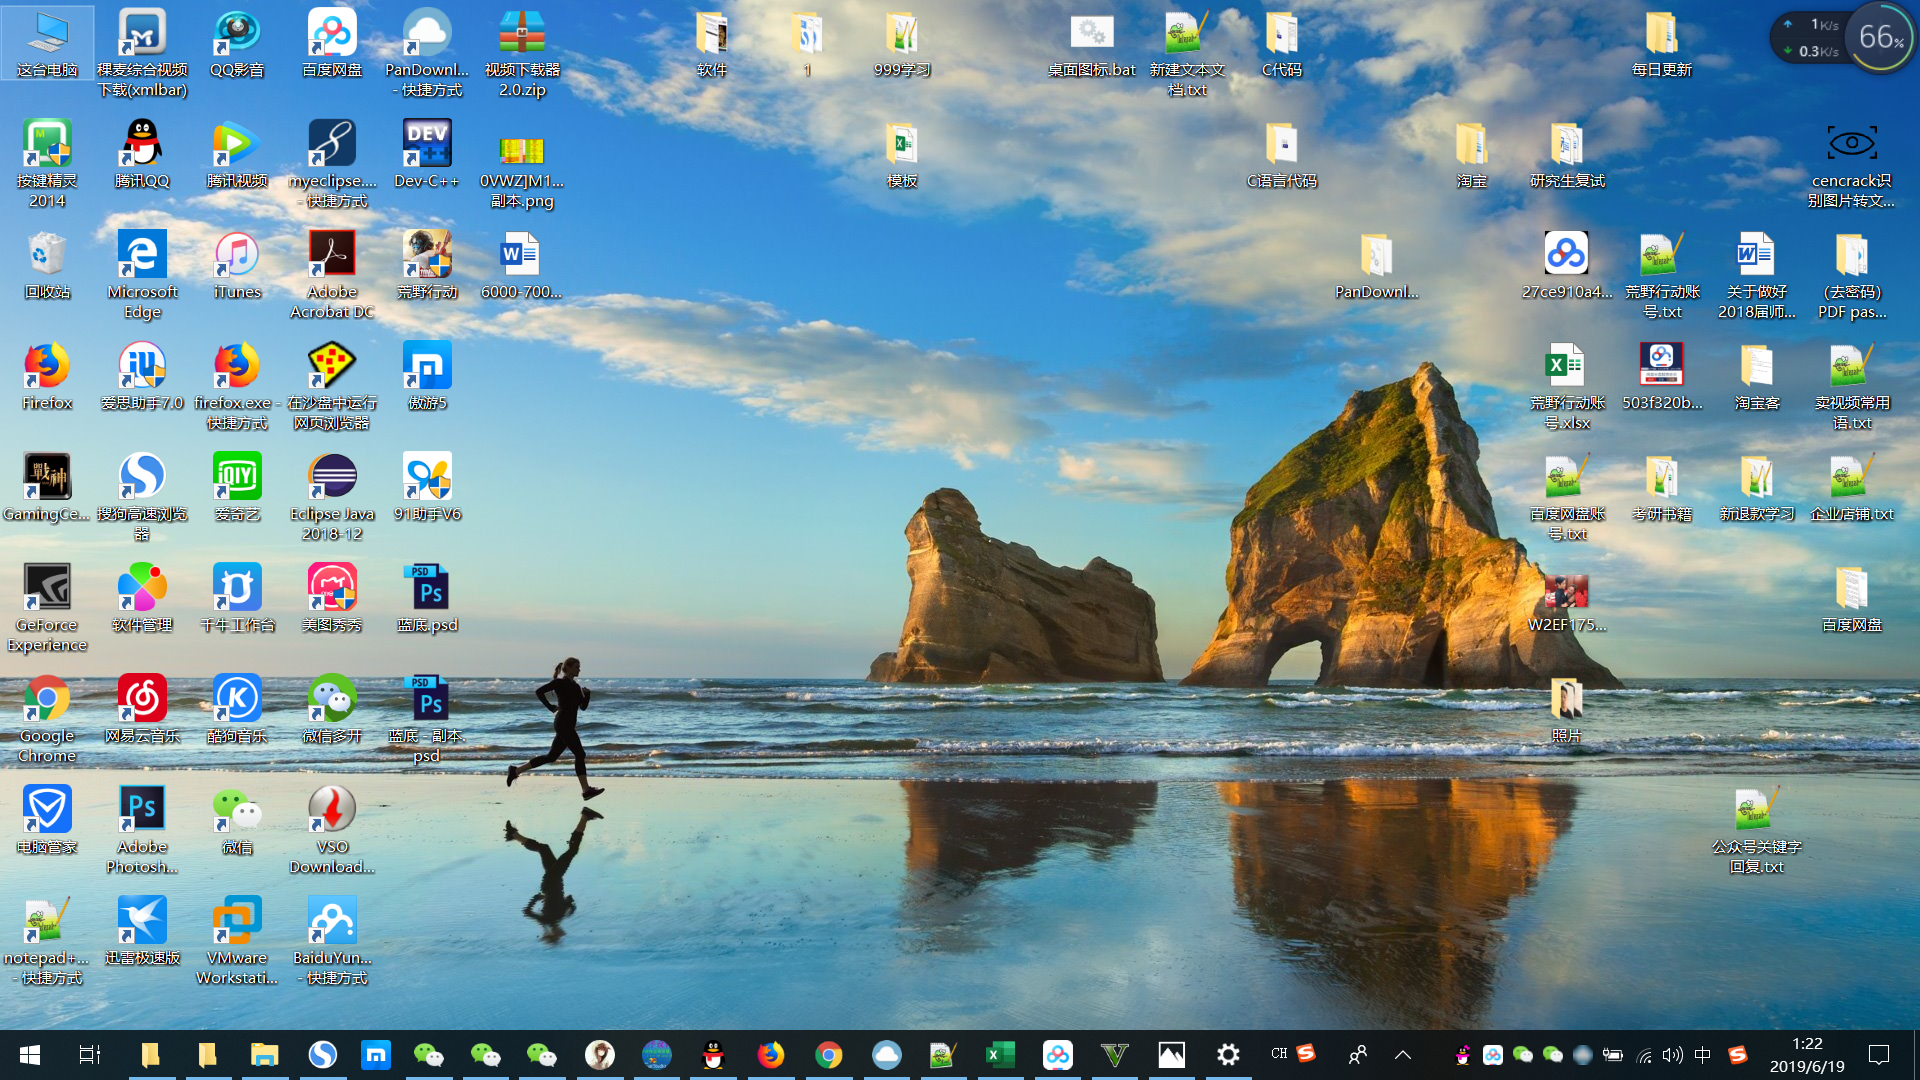 这台电脑
稞麦综合视频
下载(xmlbar)
QQ影音
百度网盘
PanDownl...
- 快捷方式
视频下载器
2.0.zip
软件
1
999学习
桌面图标.bat
新建文本文
档.txt
C代码
每日更新
1K/s
0.3K/s
66%
按键精灵
2014
腾讯QQ
腾讯视频
myeclipse....
- 快捷方式
Dev-C++
0VWZ]M1...
副本.png
模板
C语言代码
淘宝
研究生复试
cencrack识
别图片转文...
回收站
Microsoft
Edge
iTunes
Adobe
Acrobat DC
荒野行动
6000-700...
PanDownl...
27ce910a4...
荒野行动账
号.txt
关于做好
2018届师...
(去密码)
PDF pas...
Firefox
爱思助手7.0
firefox.exe -
快捷方式
在沙盘中运行
网页浏览器
傲游5
荒野行动账
号.xlsx
503f320b...
淘宝客
卖视频常用
语.txt
GamingCe...
搜狗高速浏览
器
爱奇艺
Eclipse Java
2018-12
91助手V6
百度网盘账
号.txt
考研书籍
新退款学习
企业店铺.txt
GeForce
Experience
软件管理
千牛工作台
美图秀秀
蓝底.psd
W2EF175...
百度网盘
Google
Chrome
网易云音乐
酷狗音乐
微信多开
蓝底 - 副本.
psd
照片
电脑管家
Adobe
Photosh...
微信
VSO
Download...
公众号关键字
回复.txt
notepad+...
- 快捷方式
迅雷极速版
VMware
Workstati...
BaiduYun...
- 快捷方式
CH
中
1:22
2019/6/19